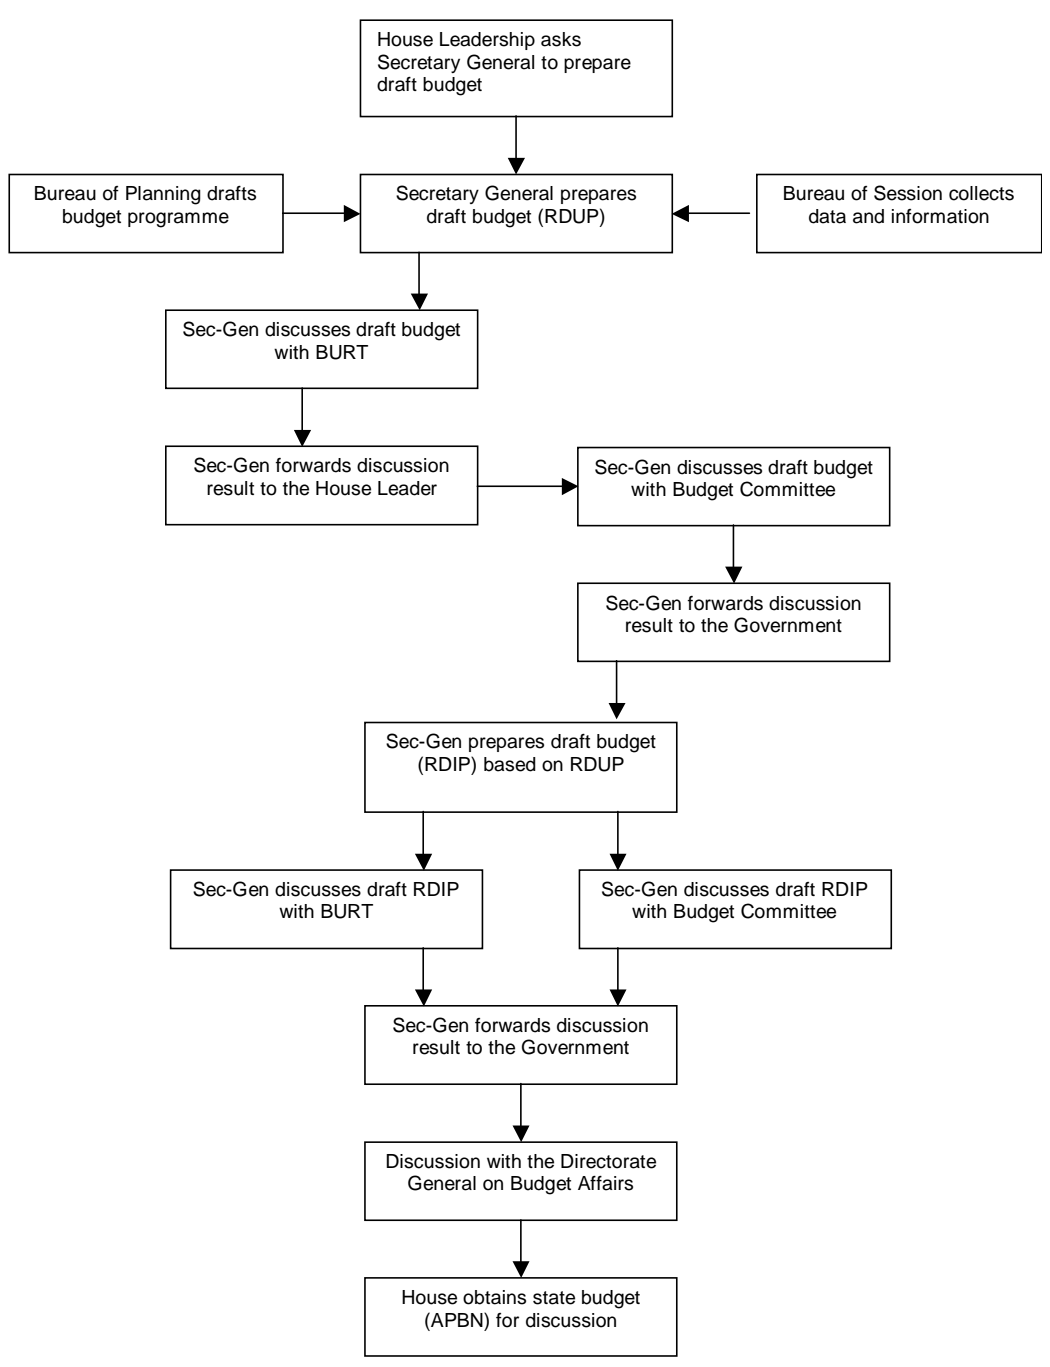 House Leadership asks
Secretary General to prepare
draft budget
Bureau of Planning drafts
budget programme
Secretary General prepares
draft budget (RDUP)
Bureau of Session collects
data and information
Sec-Gen discusses draft budget
with BURT
Sec-Gen forwards discussion
result to the House Leader
Sec-Gen discusses draft budget
with Budget Committee
Sec-Gen forwards discussion
result to the Government
Sec-Gen prepares draft budget
(RDIP) based on RDUP
Sec-Gen discusses draft RDIP
with BURT
Sec-Gen discusses draft RDIP
with Budget Committee
Sec-Gen forwards discussion
result to the Government
Discussion with the Directorate
General on Budget Affairs
House obtains state budget
(APBN) for discussion